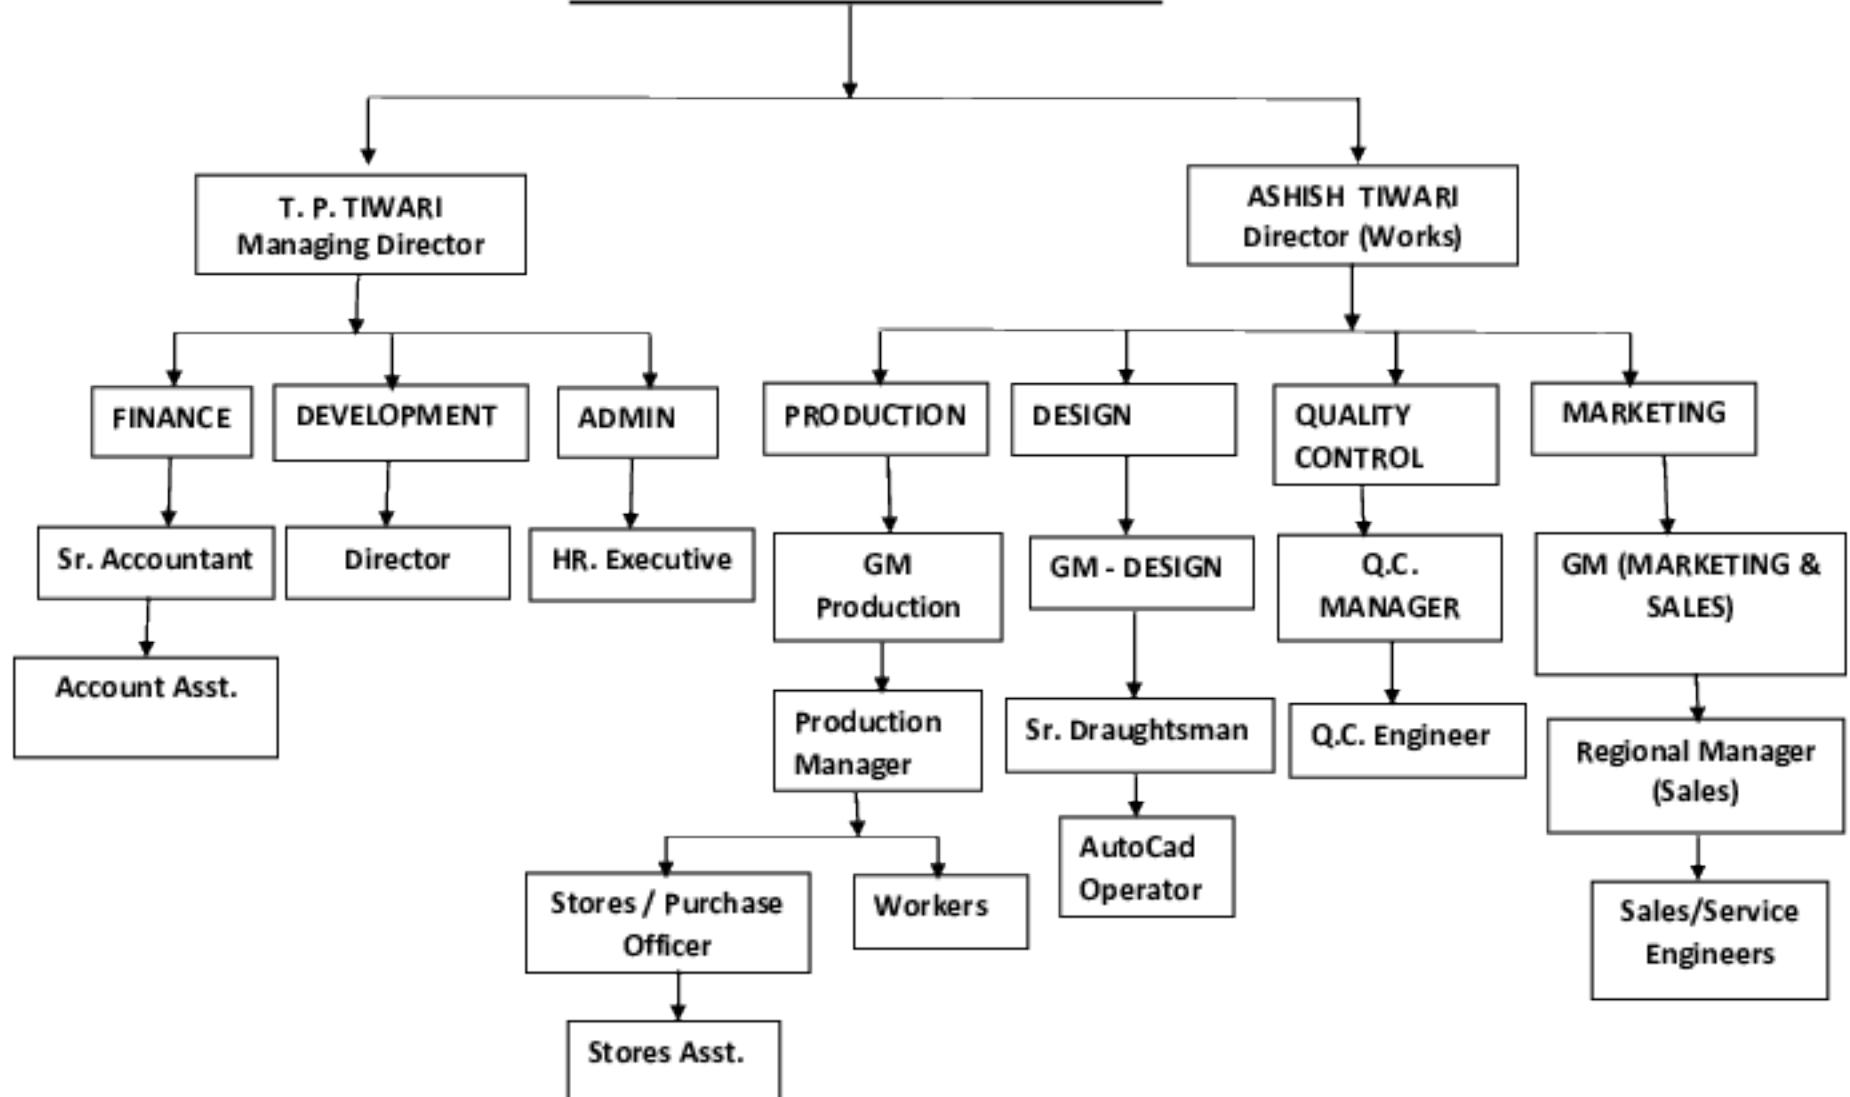 T. P. TIWARI
Managing Director
ASHISH TIWARI
Director (Works)
FINANCE
DEVELOPMENT
ADMIN
PRODUCTION
DESIGN
QUALITY
CONTROL
MARKETING
Sr. Accountant
Director
HR. Executive
GM
Production
GM - DESIGN
Q.C.
MANAGER
GM (MARKETING &
SALES)
Account Asst.
Production
Manager
Sr. Draughtsman
Q.C. Engineer
Regional Manager
(Sales)
Stores / Purchase
Officer
Workers
AutoCad
Operator
Sales/Service
Engineers
Stores Asst.